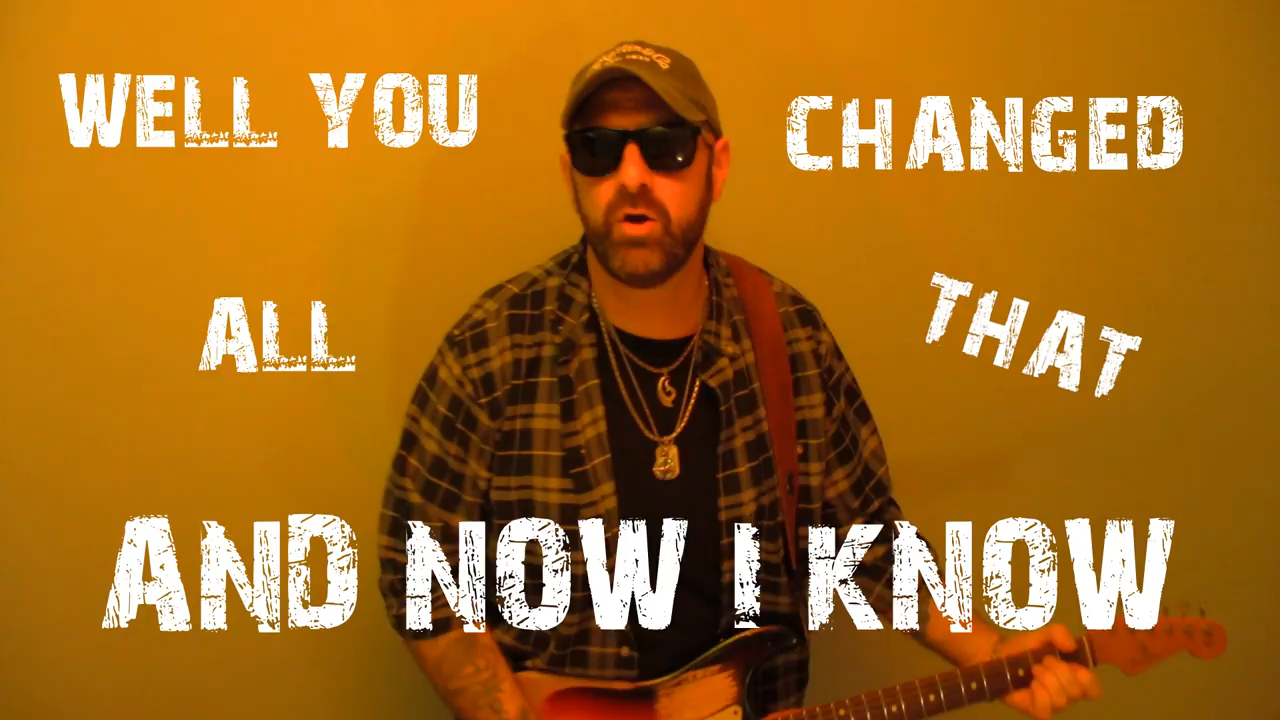 WELL YOU
CHANGED
ALL
THAT
AND NOW I KNOW